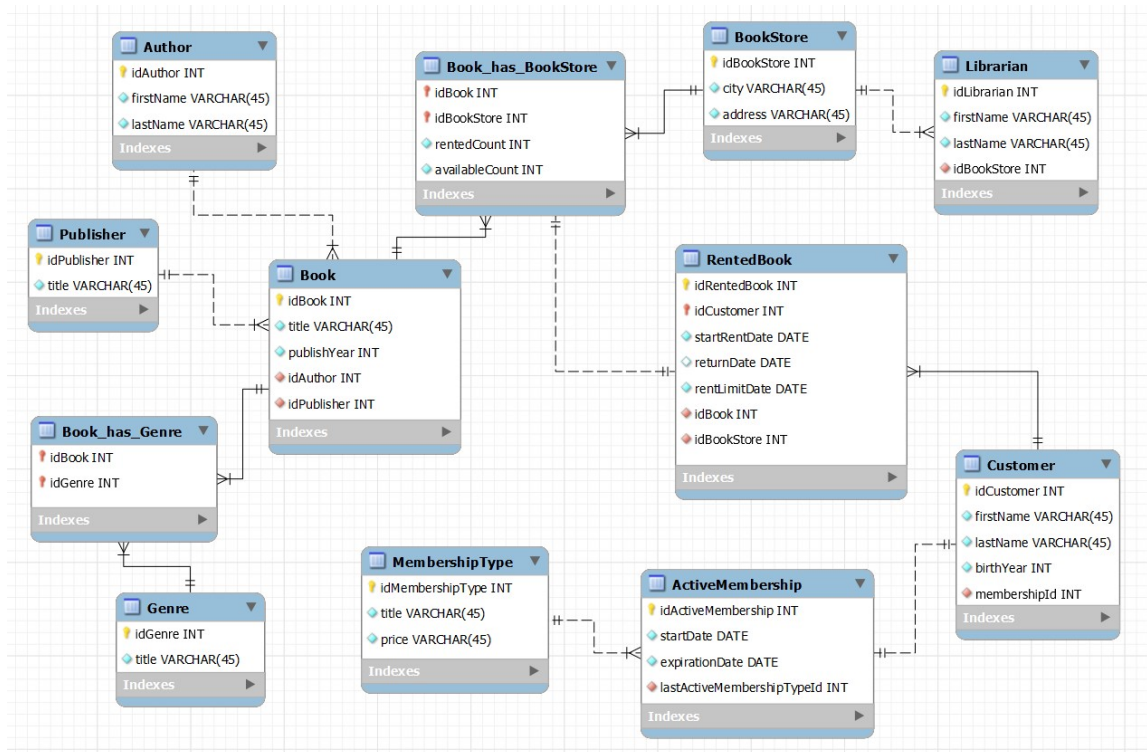 Author
idAuthor INT
firstName VARCHAR(45)
lastName VARCHAR(45)
Indexes
Book_has_BookStore
idBook INT
idBookStore INT
rentedCount INT
availableCount INT
Indexes
BookStore
idBookStore INT
city VARCHAR(45)
address VARCHAR(45)
Indexes
Librarian
idLibrarian INT
firstName VARCHAR(45)
lastName VARCHAR(45)
idBookStore INT
Indexes
Publisher
idPublisher INT
title VARCHAR(45)
Indexes
Book
idBook INT
title VARCHAR(45)
publishYear INT
idAuthor INT
idPublisher INT
Indexes
RentedBook
idRentedBook INT
idCustomer INT
startRentDate DATE
returnDate DATE
rentLimitDate DATE
idBook INT
idBookStore INT
Indexes
Book_has_Genre
idBook INT
idGenre INT
Indexes
Customer
idCustomer INT
firstName VARCHAR(45)
lastName VARCHAR(45)
birthYear INT
membershipId INT
Indexes
MembershipType
idMembershipType INT
title VARCHAR(45)
price VARCHAR(45)
Indexes
ActiveMembership
idActiveMembership INT
startDate DATE
expirationDate DATE
lastActiveMembershipTypeId INT
Indexes
Genre
idGenre INT
title VARCHAR(45)
Indexes